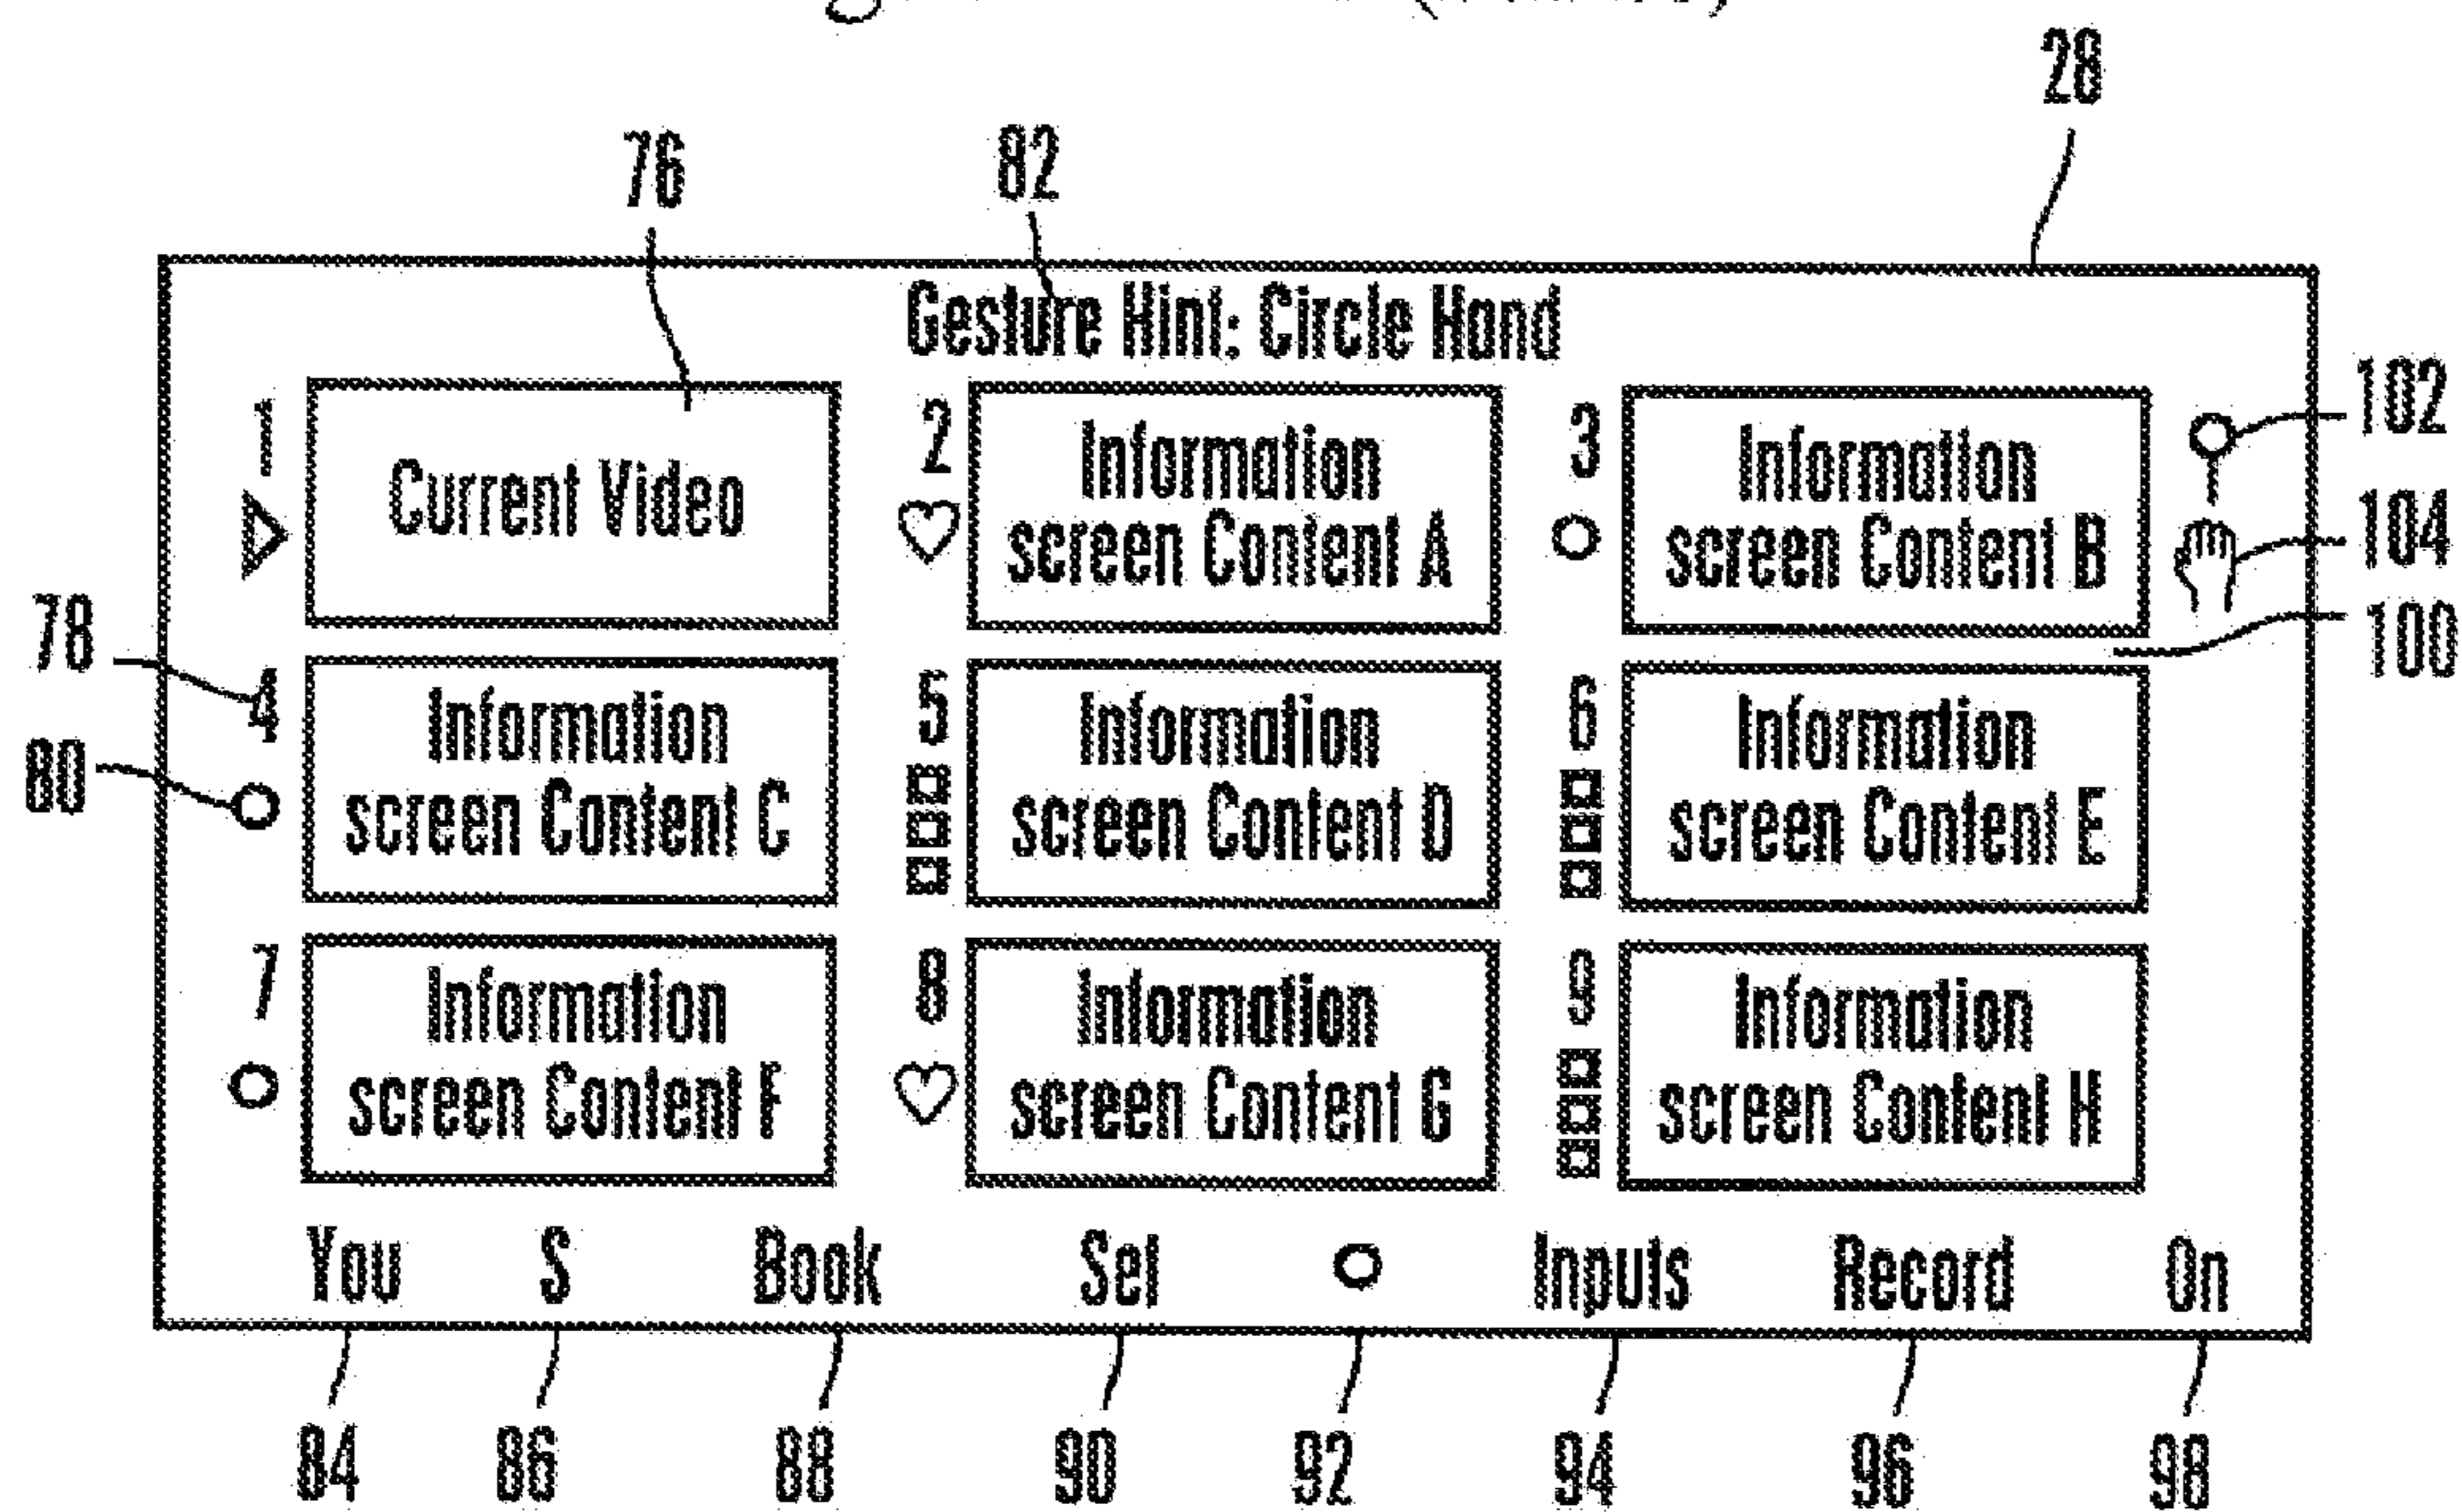 28
76 82
Gesture Hint: Circle Hand
1 2 3 102
Current Video
Information
screen Content A
Information
screen Content B
104
100
78 4 5 6
80
Information
screen Content C
Information
screen Content D
Information
screen Content E
7 8 9
Information
screen Content F
Information
screen Content G
Information
screen Content H
You S Book Set Inputs Record On
84 86 88 90 92 94 96 98